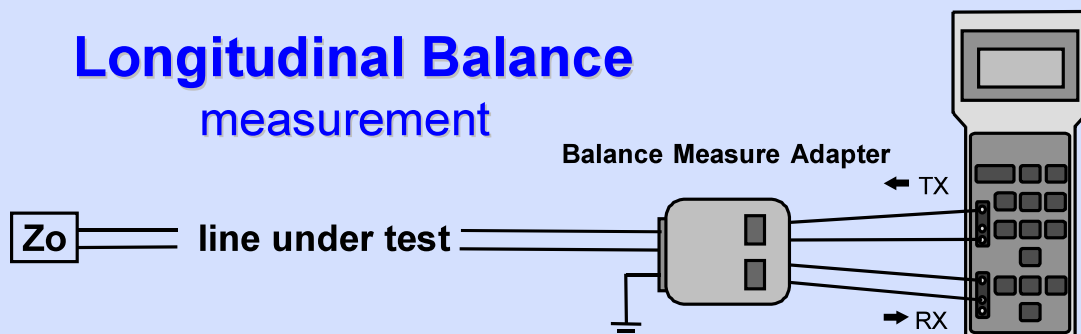 Longitudinal Balance
measurement
Balance Measure Adapter
TX
Zo
line under test
RX